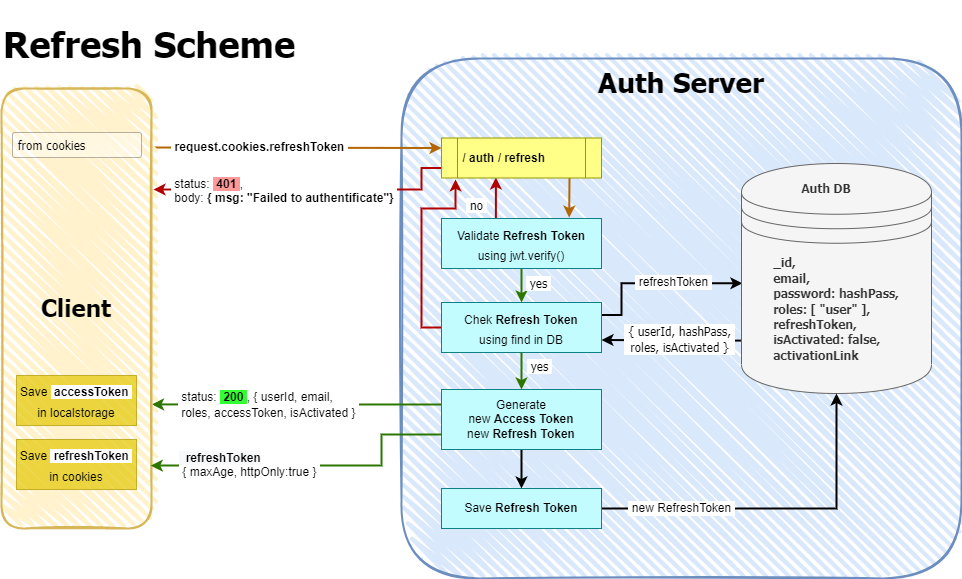 Refresh Scheme
Auth Server
from cookies
request.cookies.refreshToken
/ auth / refresh
status: 401,
body: { msg: "Failed to authentificate"}
no
Validate Refresh Token
using jwt.verify()
yes
Chek Refresh Token
using find in DB
refreshToken
{ userId, hashPass,
roles, isActivated }
Auth DB
_id,
email,
password: hashPass,
roles: [ "user" ],
refreshToken,
isActivated: false,
activationLink
Client
yes
Save accessToken
in localstorage
status: 200, { userId, email,
roles, accessToken, isActivated }
Generate
new Access Token
new Refresh Token
Save refreshToken
in cookies
refreshToken
{ maxAge, httpOnly:true }
Save Refresh Token
new RefreshToken